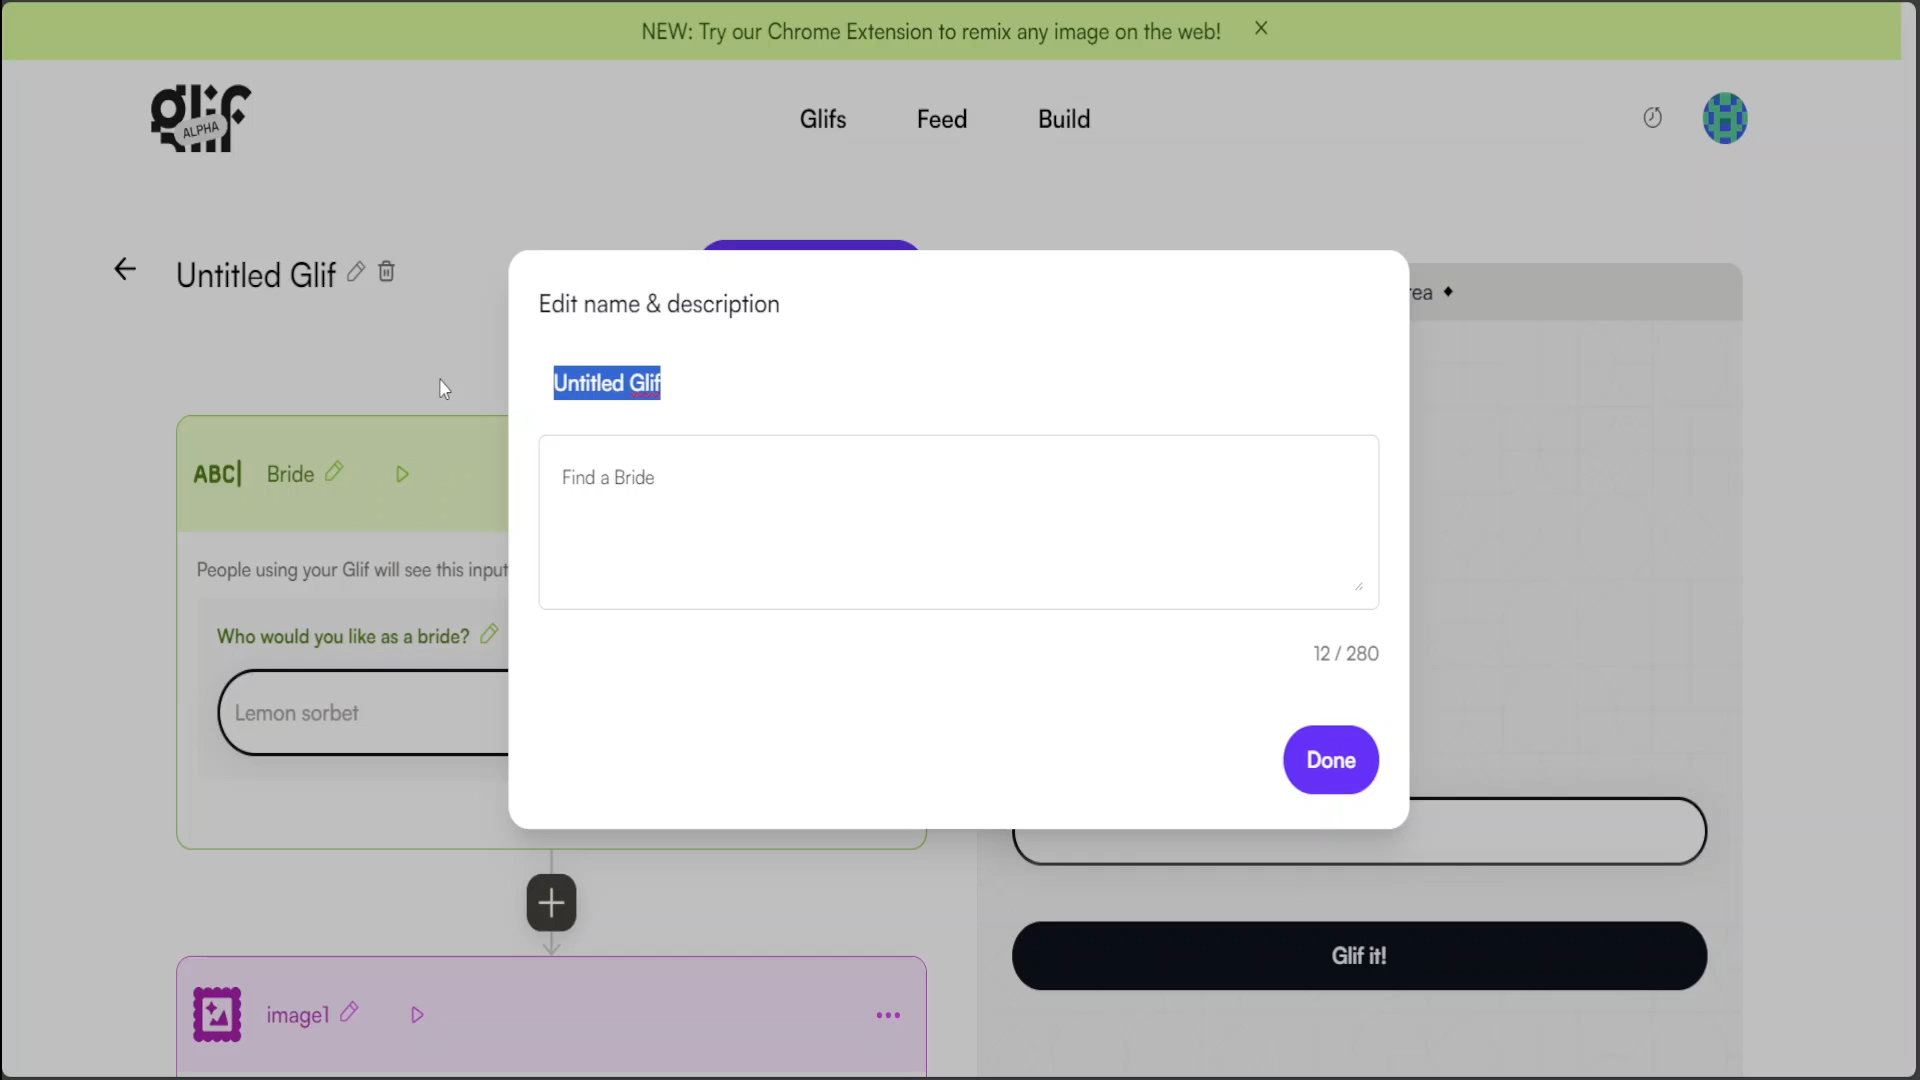 NEW: Try our Chrome Extension to remix any image on the web!
glif
ALPHA
Glifs
Feed
Build
Untitled Glif
Edit name & description
Untitled Glif
Find a Bride
12 / 280
Done
ABC
Bride
People using your Glif will see this input
Who would you like as a bride?
Lemon sorbet
Glif it!
image1